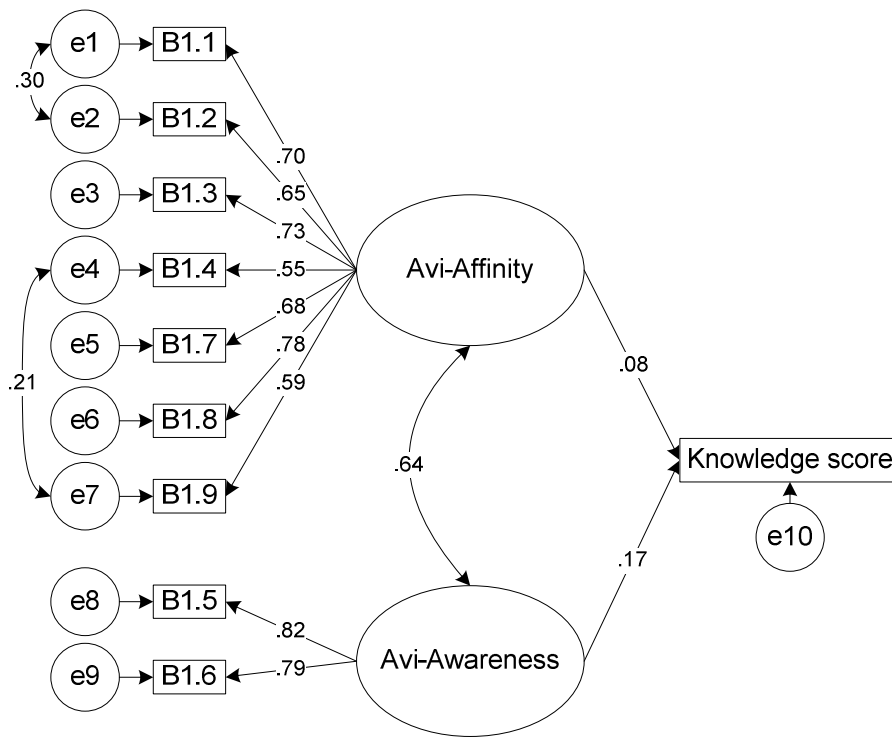 e1
B1.1
.30
e2
B1.2
.70
e3
B1.3
.65
.73
Avi-Affinity
e4
B1.4
.55
e5
B1.7
.68
.78
.08
.21
.59
e6
B1.8
.64
Knowledge score
e7
B1.9
e10
.17
e8
B1.5
.82
Avi-Awareness
e9
B1.6
.79